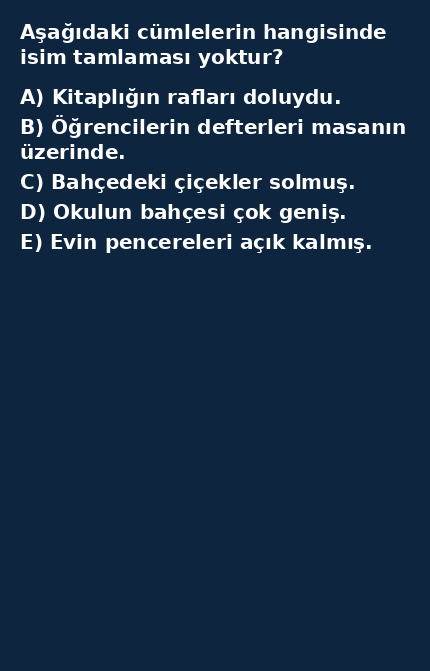 Aşağıdaki cümlelerin hangisinde
isim tamlaması yoktur?
A) Kitaplığın rafları doluydu.
B) Öğrencilerin defterleri masanın
üzerinde.
C) Bahçedeki çiçekler solmuş.
D) Okulun bahçesi çok geniş.
E) Evin pencereleri açık kalmış.